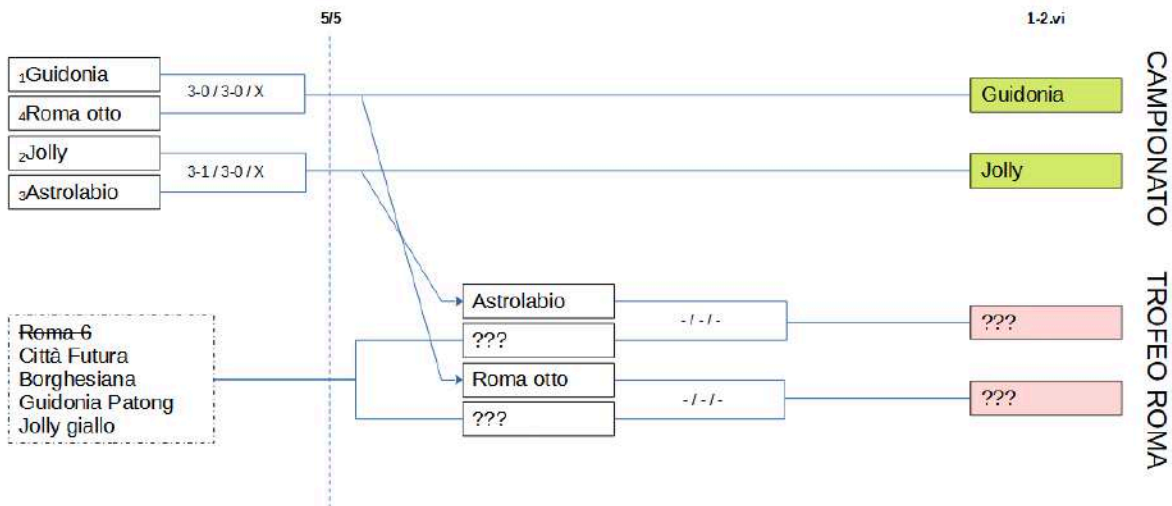 5/5
1-2.vi
1Guidonia
3-0 / 3-0 / X
4Roma otto
Guidonia
2Jolly
3-1 / 3-0 / X
3Astrolabio
Jolly
CAMPIONATO
Astrolabio
- / - / -
???
???
Roma 6
Città Futura
Borghesiana
Guidonia Patong
Jolly giallo
Roma otto
- / - / -
???
???
TROFEO ROMA